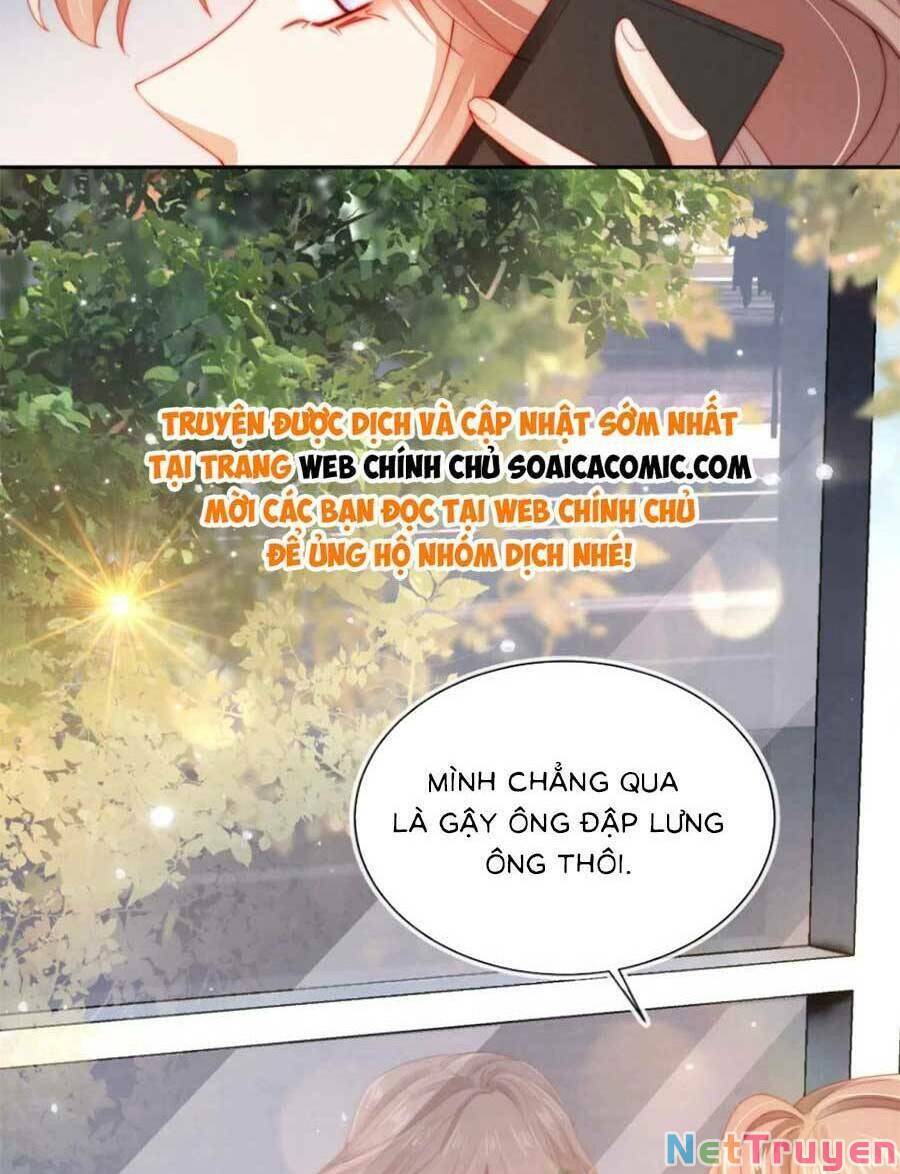 TRUYỆN ĐƯỢC DỊCH VÀ CẬP NHẬT SỚM NHẤT
TẠI TRANG WEB CHÍNH CHỦ SOAICACOMIC.COM
MỜI CÁC BẠN ĐỌC TẠI WEB CHÍNH CHỦ
ĐỂ ỦNG HỘ NHÓM DỊCH NHÉ!
MÌNH CHẲNG QUA
LÀ GẬY ÔNG ĐẬP LƯNG
ÔNG THÔI.
NetTruyen